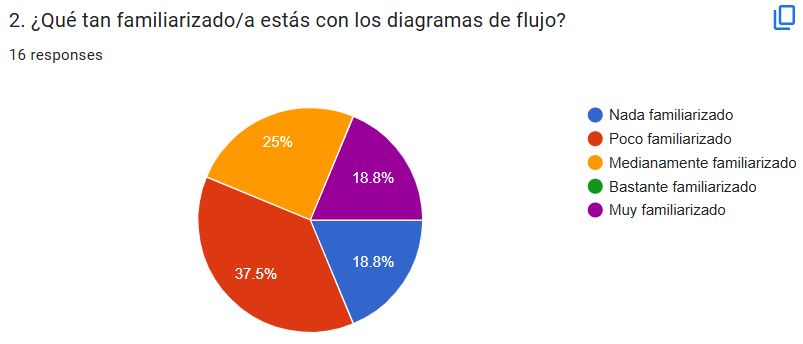 2. ¿Qué tan familiarizado/a estás con los diagramas de flujo?
16 responses
25%
18.8%
37.5%
18.8%
Nada familiarizado
Poco familiarizado
Medianamente familiarizado
Bastante familiarizado
Muy familiarizado